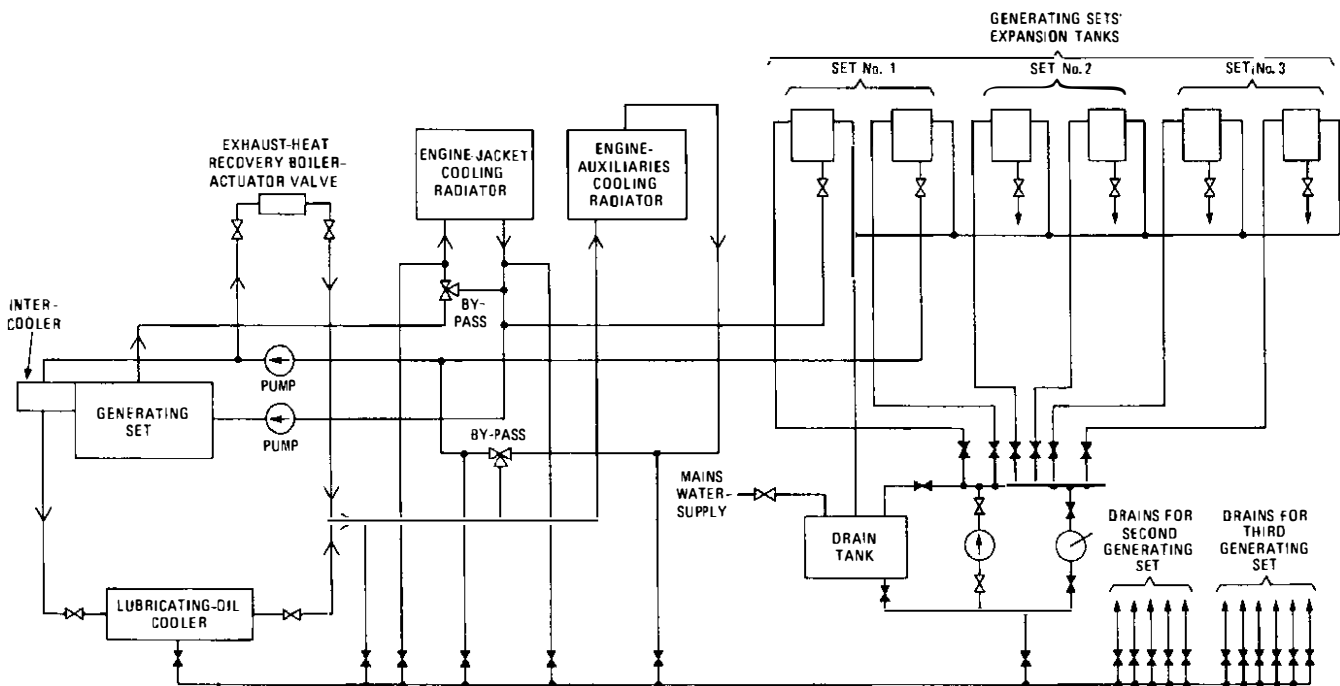 GENERATING SETS'
EXPANSION TANKS
SET No. 1
SET No. 2
SET No. 3
EXHAUST-HEAT
RECOVERY BOILER-
ACTUATOR VALVE
ENGINE-JACKET
COOLING
RADIATOR
ENGINE-
AUXILIARIES
COOLING
RADIATOR
INTER-
COOLER
BY-
PASS
PUMP
GENERATING
SET
PUMP
BY-PASS
MAINS
WATER-
SUPPLY
DRAIN
TANK
DRAINS FOR
SECOND
GENERATING
SET
DRAINS FOR
THIRD
GENERATING
SET
LUBRICATING-OIL
COOLER